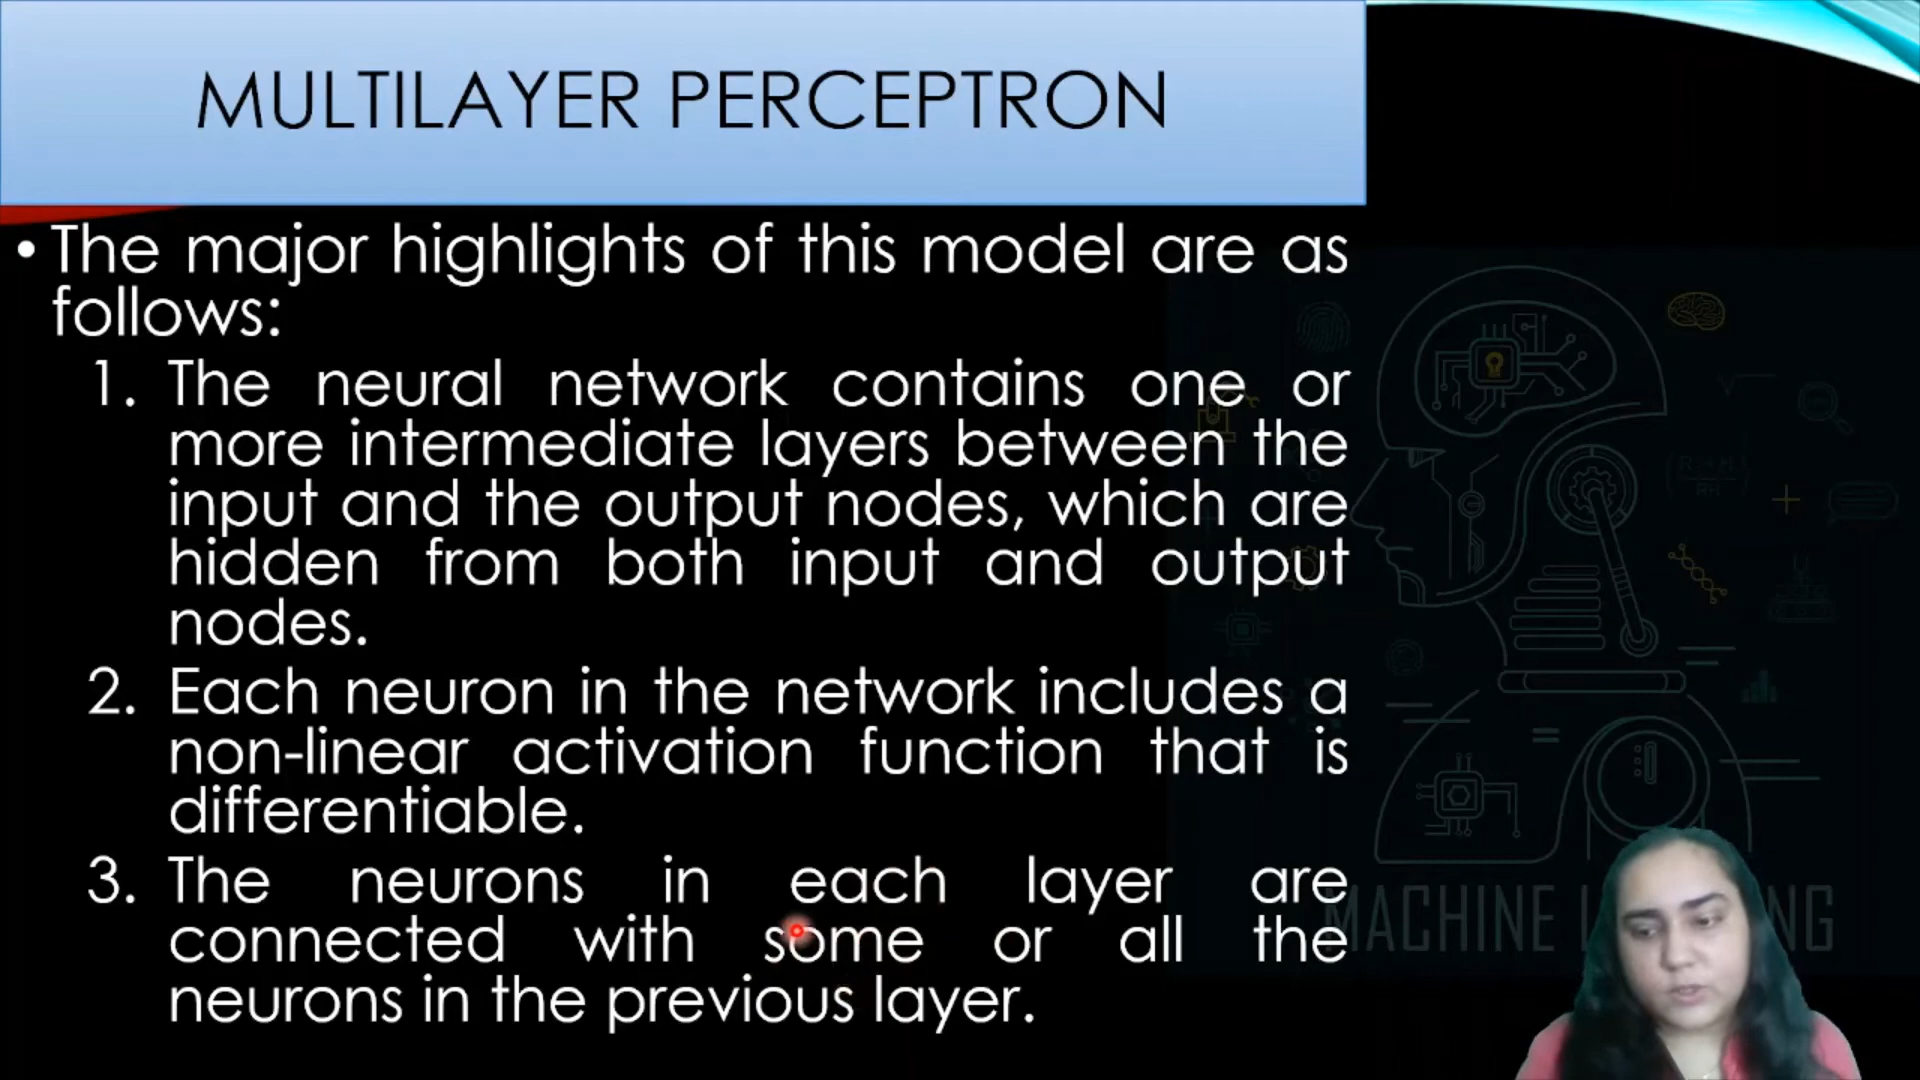 MULTILAYER PERCEPTRON
• The major highlights of this model are as
follows:
1. The neural network contains one or
more intermediate layers between the
input and the output nodes, which are
hidden from both input and output
nodes.
2. Each neuron in the network includes a
non-linear activation function that is
differentiable.
3. The neurons in each layer are
connected with some or all the
neurons in the previous layer.
MACHINE L NG